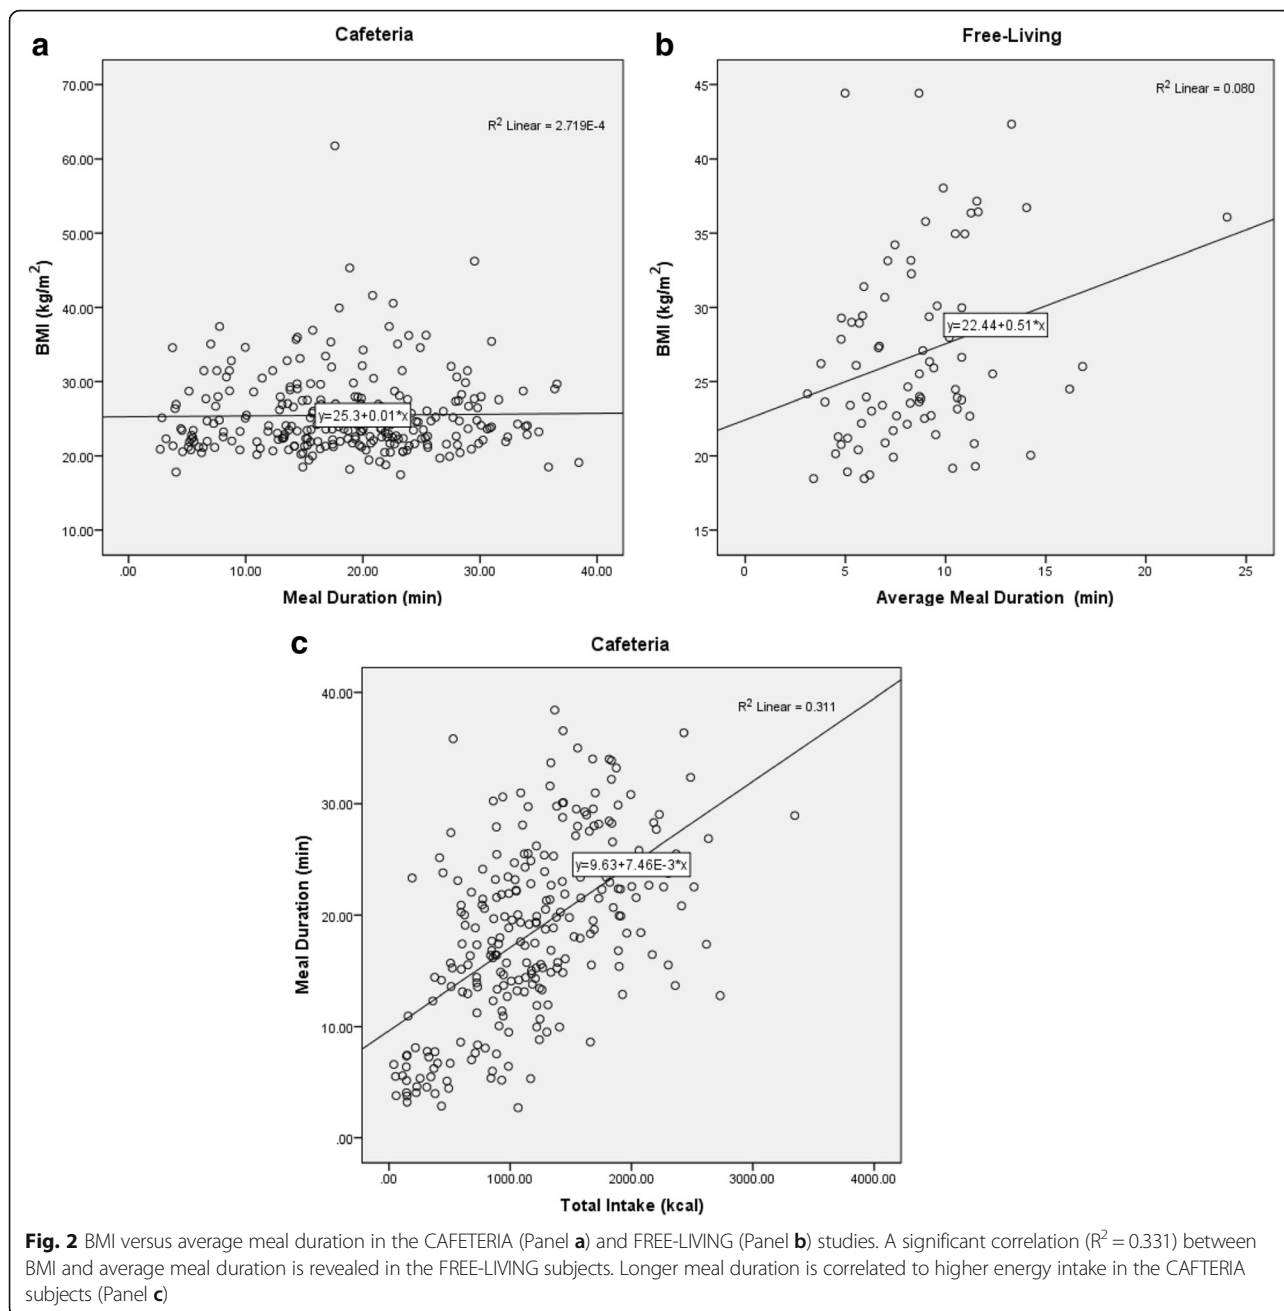 a
Cafeteria
R² Linear = 2.719E-4
70.00
60.00
50.00
40.00
30.00
20.00
10.00
BMI (kg/m²)
y=25.3+0.01*x
.00 10.00 20.00 30.00 40.00
Meal Duration (min)
b
Free-Living
R² Linear = 0.080
45
40
35
30
25
20
15
BMI (kg/m²)
y=22.44+0.51*x
0 5 10 15 20 25
Average Meal Duration (min)
c
Cafeteria
R² Linear = 0.311
40.00
30.00
20.00
10.00
.00
Meal Duration (min)
y=9.63+7.46E-3*x
.00 1000.00 2000.00 3000.00 4000.00
Total Intake (kcal)
Fig. 2 BMI versus average meal duration in the CAFETERIA (Panel a) and FREE-LIVING (Panel b) studies. A significant correlation (R² = 0.331) between
BMI and average meal duration is revealed in the FREE-LIVING subjects. Longer meal duration is correlated to higher energy intake in the CAFTERIA
subjects (Panel c)